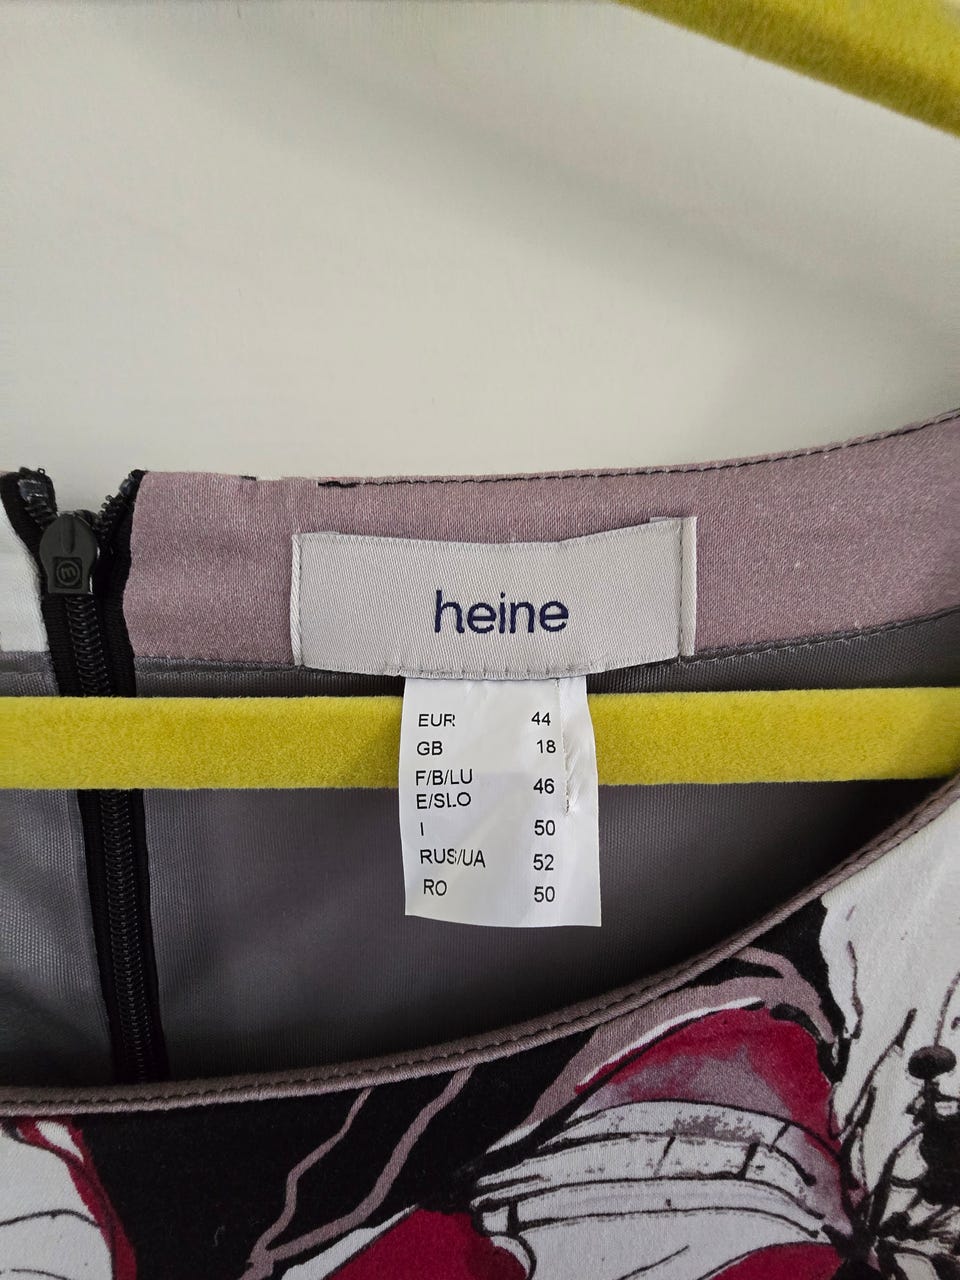 heine
EUR 44
GB 18
F/B/LU
E/SLO 46
I 50
RUS/UA 52
RO 50